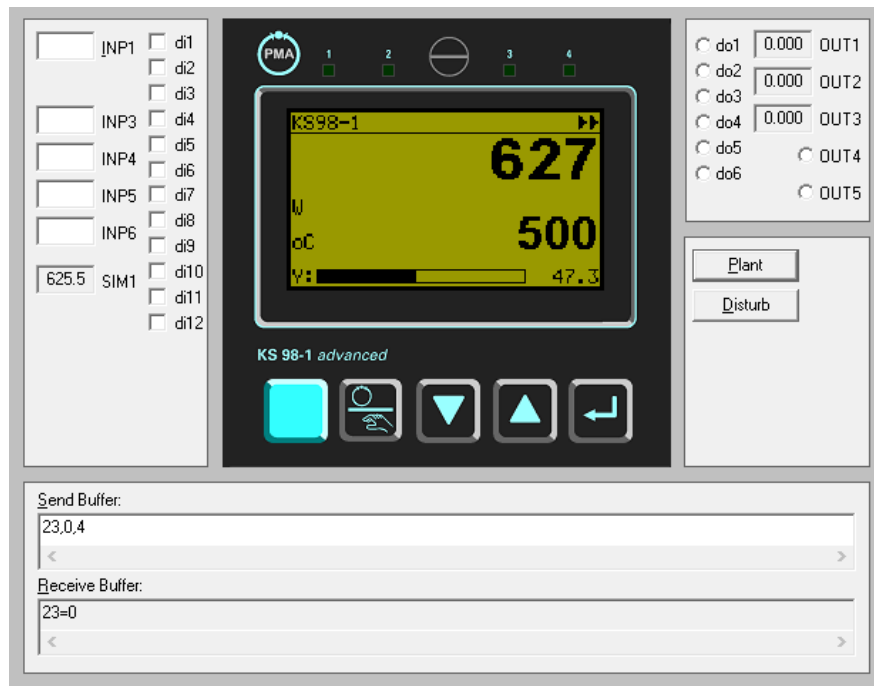 INP1
di1
di2
di3
INP3
di4
di5
INP4
di6
INP5
di7
di8
INP6
di9
625.5 SIM1
di10
di11
di12
PMA
1 2 3 4
KS98-1
627
W
oC
500
Y: 47.3
KS 98-1 advanced
do1 0.000 OUT1
do2 0.000 OUT2
do3
do4 0.000 OUT3
do5 OUT4
do6
OUT5
Plant
Disturb
Send Buffer:
23,0,4
Receive Buffer:
23=0